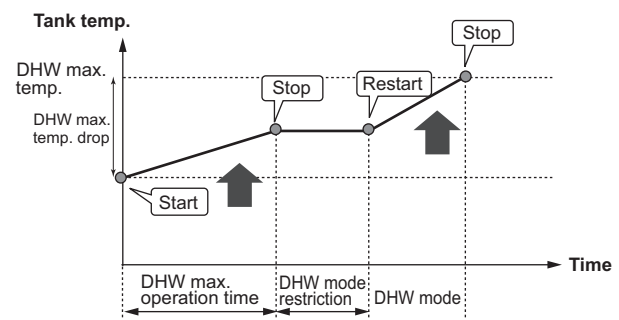 Tank temp.
Stop
DHW max.
temp.
Stop
Restart
DHW max.
temp. drop
Start
Time
DHW max.
operation time
DHW mode
restriction
DHW mode